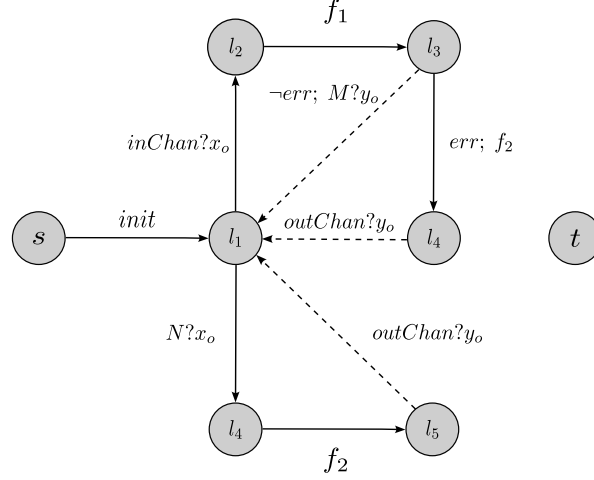 f₁
l₂
l₃
¬err; M?yₒ
inChan?xₒ
err; f₂
init
outChan?yₒ
s
l₁
l₄
t
N?xₒ
outChan?yₒ
l₄
l₅
f₂